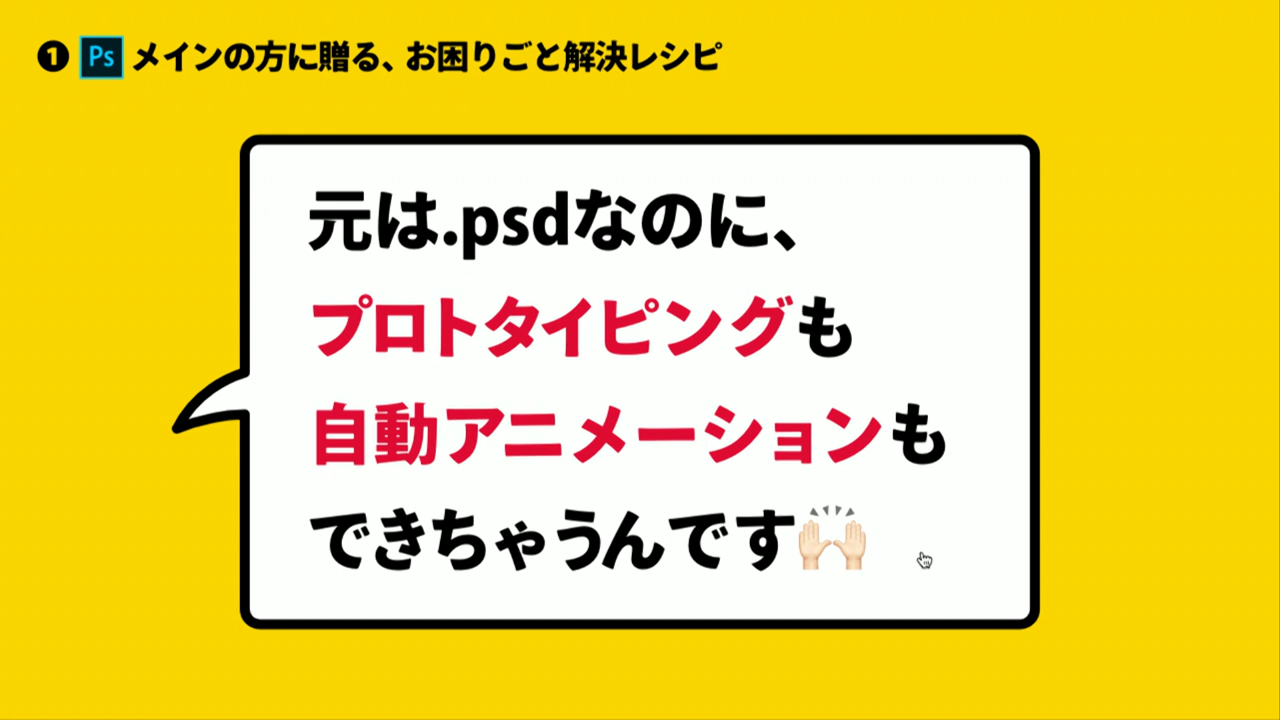 ❶ Ps メインの方に贈る、お困りごと解決レシピ
元は.psdなのに、
プロトタイピングも
自動アニメーションも
できちゃうんです🙌🏻